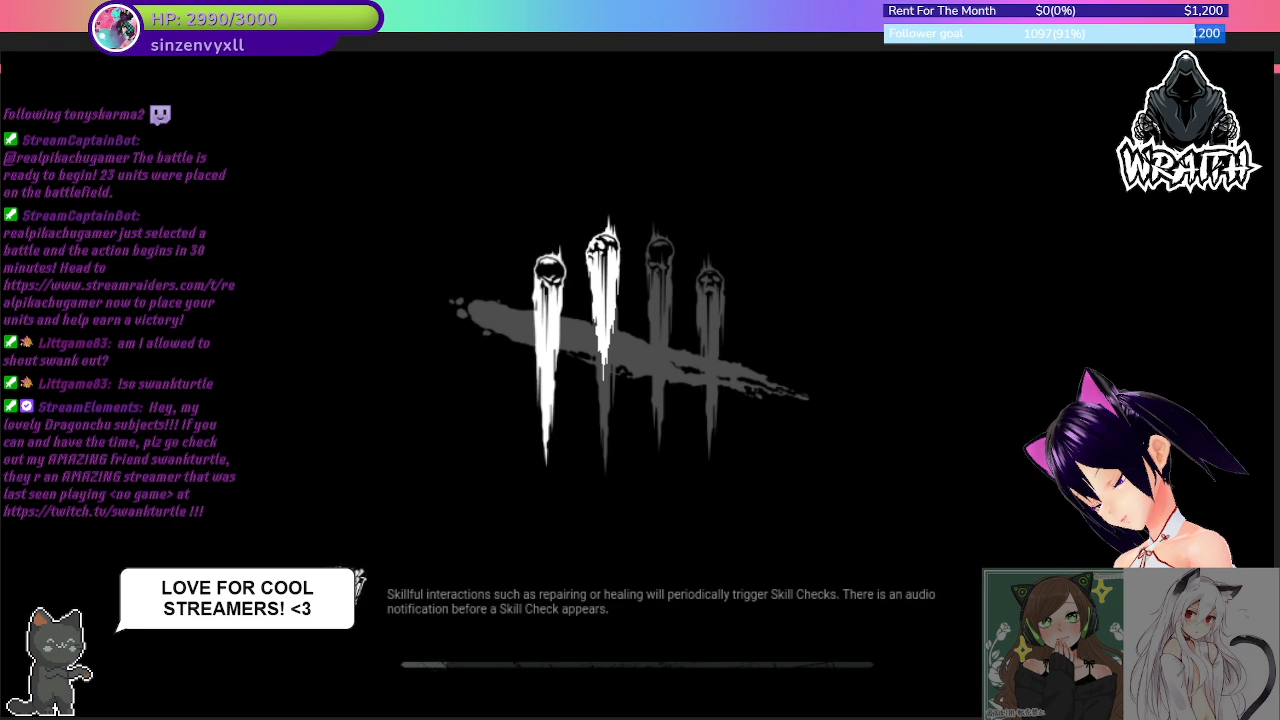 HP: 2990/3000
sinzenvyxll
Rent For The Month $0(0%) $1,200
Follower goal 1097(91%) 1200
WRAITH
following tonyskarma2
StreamCaptainBot:
@realpikachugamer The battle is
ready to begin! 23 units were placed
on the battlefield.
StreamCaptainBot:
realpikachugamer just selected a
battle and the action begins in 30
minutes! Head to
https://www.streamraiders.com/t/re
alpikachugamer now to place your
units and help earn a victory!
Littgame83: am I allowed to
shout swank out?
Littgame83: !so swankturtle
StreamElements: Hey, my
lovely Dragonchu subjects!!! If you
can and have the time, plz go check
out my AMAZING friend swankturtle,
they r an AMAZING streamer that was
last seen playing <no game> at
https://twitch.tv/swankturtle !!!
LOVE FOR COOL
STREAMERS! <3
Skillful interactions such as repairing or healing will periodically trigger Skill Checks. There is an audio
notification before a Skill Check appears.